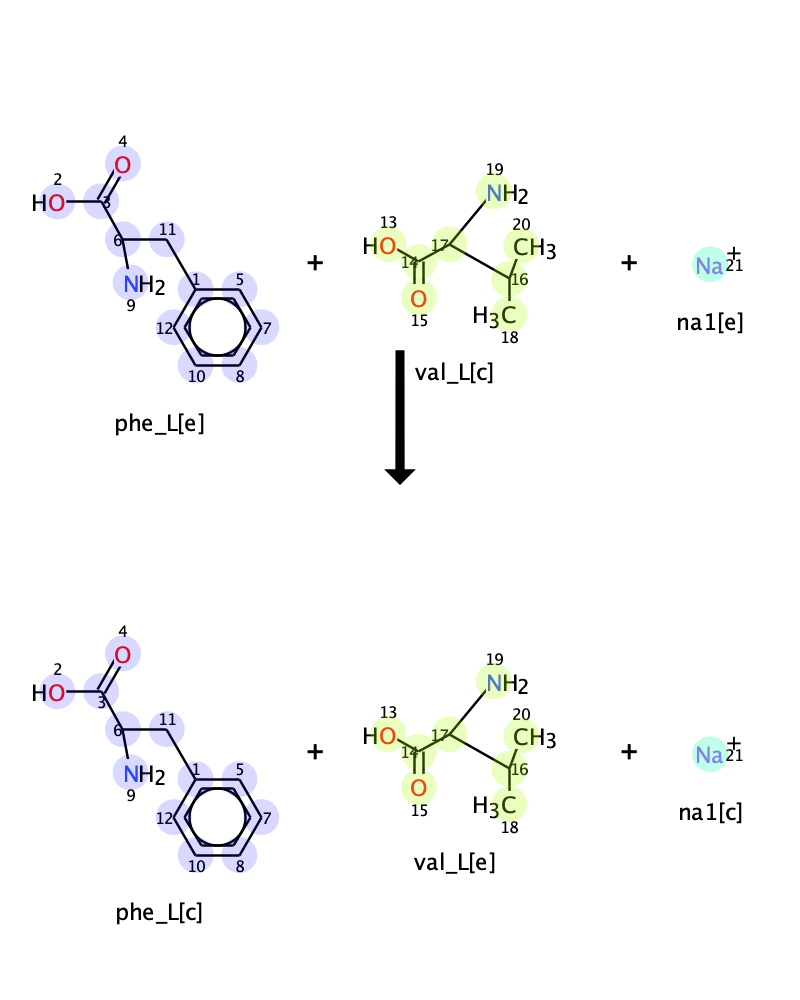 4
O
2
HO
3
6
11
NH2
9
1
5
12
7
10
8
phe_L[e]
+
19
NH2
13
HO
14
17
20
CH3
16
O
15
H3C
18
val_L[c]
+
Na+
21
na1[e]
4
O
2
HO
3
6
11
NH2
9
1
5
12
7
10
8
phe_L[c]
+
19
NH2
13
HO
14
17
20
CH3
16
O
15
H3C
18
val_L[e]
+
Na+
21
na1[c]